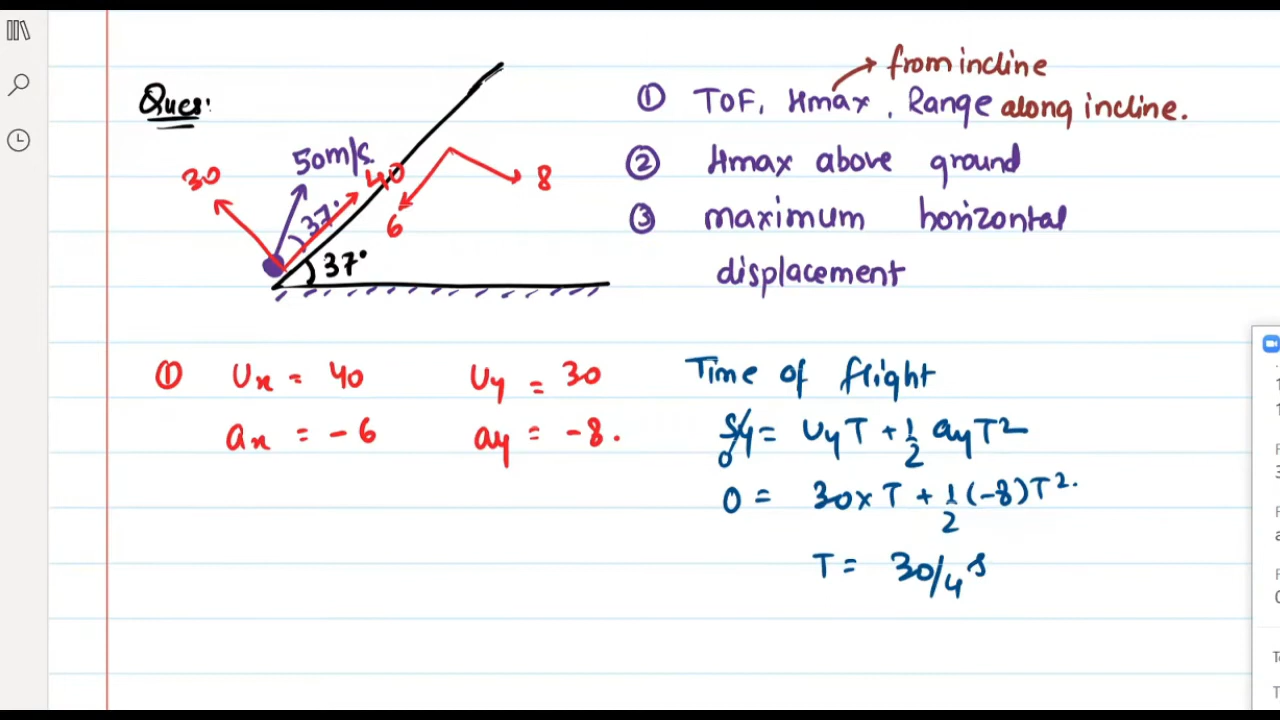 Ques:
50m/s.
30
40
8
6
37°
37°
from incline
① TOF, Hmax, Range along incline.
② Hmax above ground
③ maximum horizontal
displacement
① Ux = 40 Uy = 30
ax = -6 ay = -8.
Time of flight
Sy = UyT + 1/2 ayT²
0
0 = 30×T + 1/2 (-8)T².
T = 30/4 s